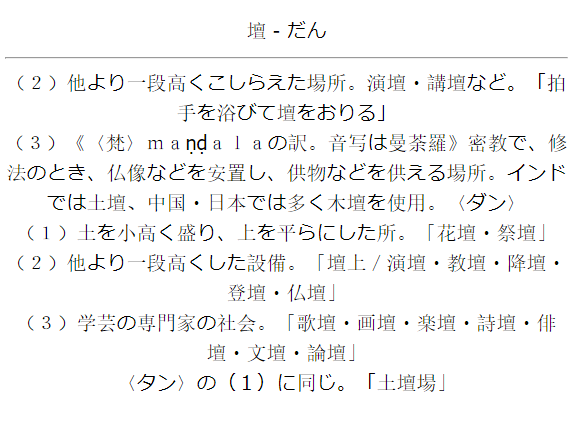 壇 - だん
（２）他より一段高くこしらえた場所。演壇・講壇など。「拍
手を浴びて壇をおりる」
（３）《〈梵〉ｍａṇḍａｌａの訳。音写は曼荼羅》密教で、修
法のとき、仏像などを安置し、供物などを供える場所。インド
では土壇、中国・日本では多く木壇を使用。〈ダン〉
（１）土を小高く盛り、上を平らにした所。「花壇・祭壇」
（２）他より一段高くした設備。「壇上／演壇・教壇・降壇・
登壇・仏壇」
（３）学芸の専門家の社会。「歌壇・画壇・楽壇・詩壇・俳
壇・文壇・論壇」
〈タン〉の（１）に同じ。「土壇場」